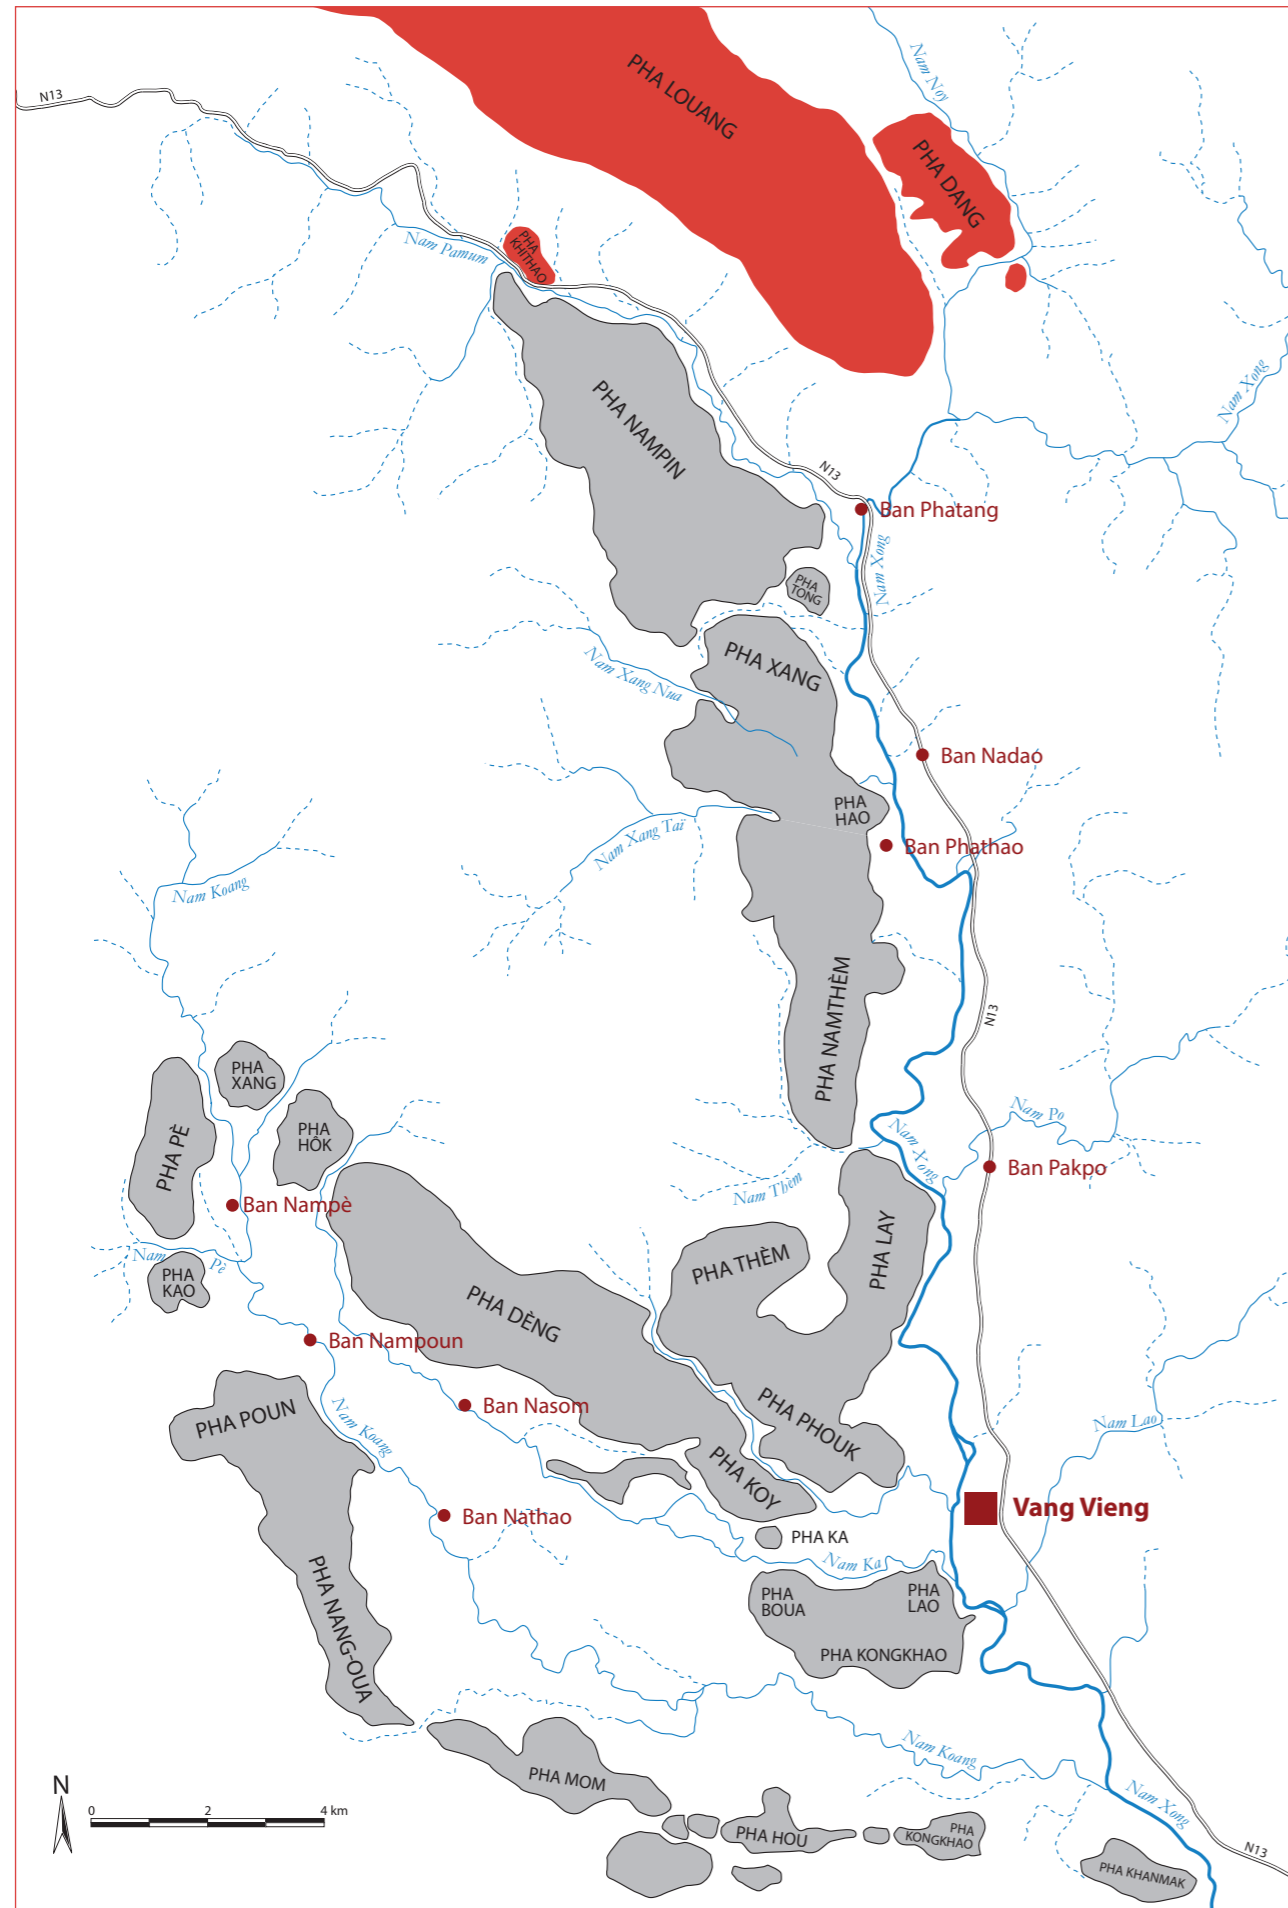 N13
PHA LOUANG
Nam Noy
PHA DANG
Nam Pamum
PHA
KHITHAO
PHA NAMPIN
Nam Xong
N13
Ban Phatang
Nam Xong
PHA
TONG
PHA XANG
Nam Xang Nua
Ban Nadao
PHA
HAO
Nam Xang Taï
Ban Phathao
Nam Koang
PHA NAMTHÈM
N13
PHA
XANG
PHA
HÔK
PHA PÈ
Nam Po
Nam Xong
Ban Pakpo
Nam Thèm
Ban Nampè
PHA LAY
PHA THÈM
Nam Pè
PHA
KAO
PHA DÈNG
Ban Nampoun
Ban Nasom
PHA POUN
Nam Koang
PHA PHOUK
Nam Lao
PHA KOY
Vang Vieng
Ban Nathao
PHA KA
Nam Ka
PHA
BOUA
PHA
LAO
PHA NANG-OUA
PHA KONGKHAO
Nam Koang
PHA MOM
N
0 2 4 km
Nam Xong
PHA HOU
PHA
KONGKHAO
N13
PHA KHANMAK